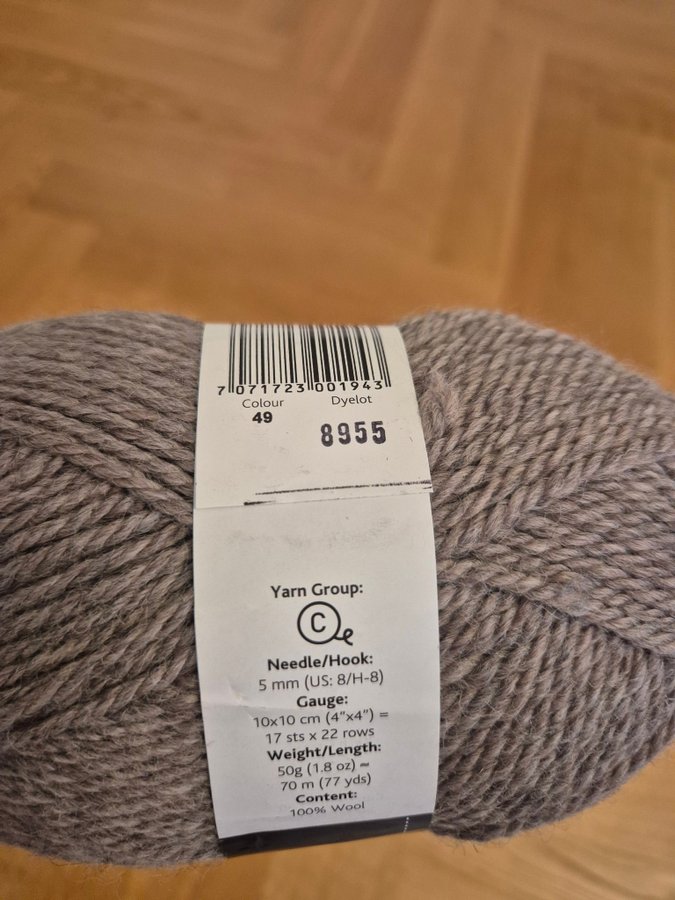 7 071723 001943
Colour Dyelot
49
8955
Yarn Group:
C
Needle/Hook:
5 mm (US: 8/H-8)
Gauge:
10x10 cm (4"x4") =
17 sts x 22 rows
Weight/Length:
50g (1.8 oz) ≈
70 m (77 yds)
Content:
100% Wool